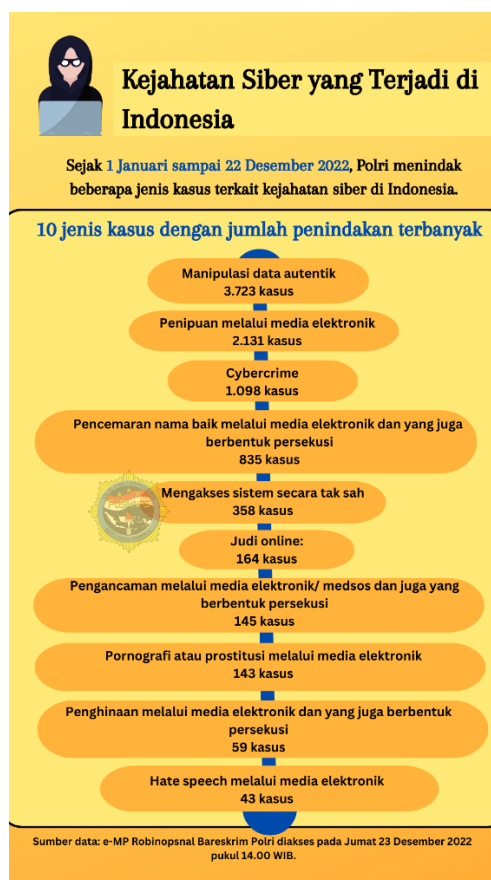 Kejahatan Siber yang Terjadi di
Indonesia
Sejak 1 Januari sampai 22 Desember 2022, Polri menindak
beberapa jenis kasus terkait kejahatan siber di Indonesia.
10 jenis kasus dengan jumlah penindakan terbanyak
Manipulasi data autentik
3.723 kasus
Penipuan melalui media elektronik
2.131 kasus
Cybercrime
1.098 kasus
Pencemaran nama baik melalui media elektronik dan yang juga
berbentuk persekusi
835 kasus
Mengakses sistem secara tak sah
358 kasus
Judi online:
164 kasus
Pengancaman melalui media elektronik/ medsos dan juga yang
berbentuk persekusi
145 kasus
Pornografi atau prostitusi melalui media elektronik
143 kasus
Penghinaan melalui media elektronik dan yang juga berbentuk
persekusi
59 kasus
Hate speech melalui media elektronik
43 kasus
Sumber data: e-MP Robinopsnal Bareskrim Polri diakses pada Jumat 23 Desember 2022
pukul 14.00 WIB.